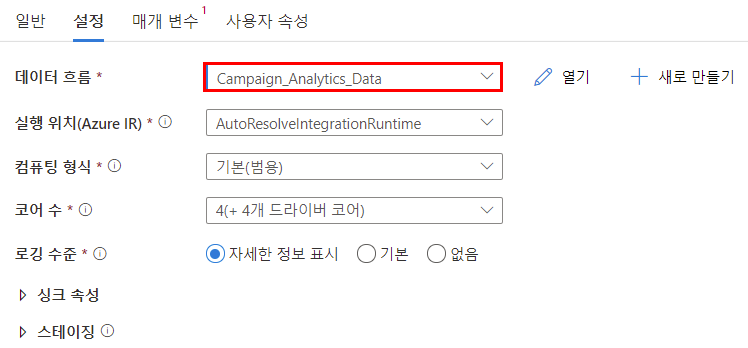 일반 설정 매개 변수 1 사용자 속성
데이터 흐름 * Campaign_Analytics_Data 열기 새로 만들기
실행 위치(Azure IR) * AutoResolveIntegrationRuntime
컴퓨팅 형식 * 기본(범용)
코어 수 * 4(+ 4개 드라이버 코어)
로깅 수준 * 자세한 정보 표시 기본 없음
싱크 속성
스테이징